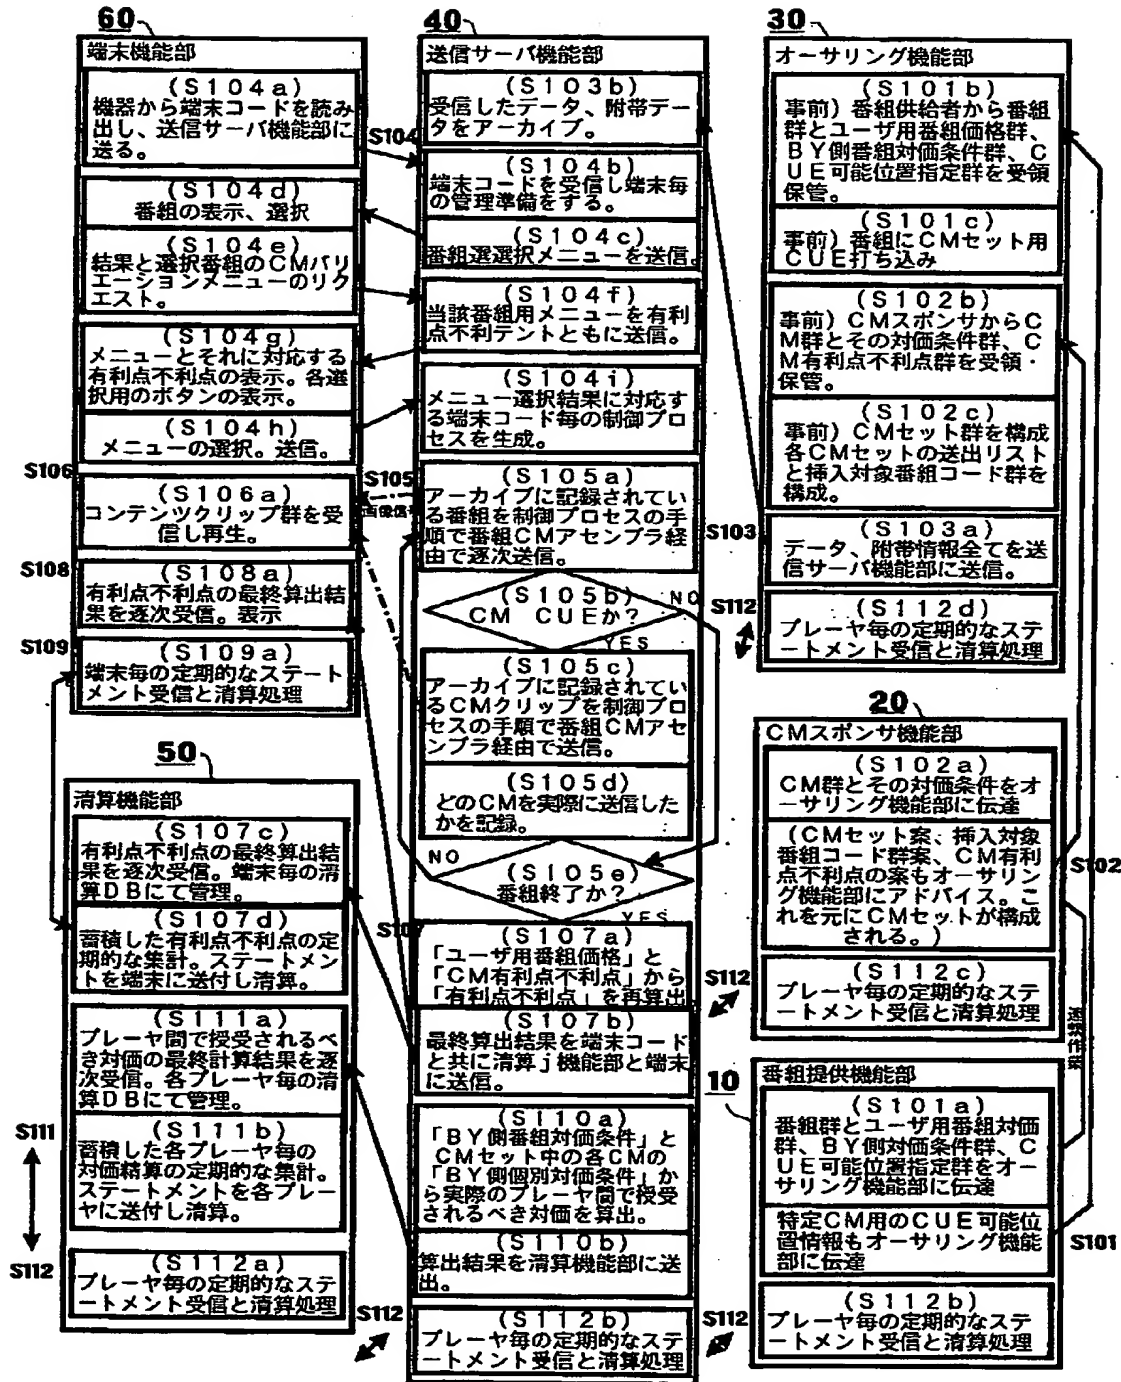 60
端末機能部
(S104a)
機器から端末コードを読み
出し、送信サーバ機能部に
送る。
S104
(S104d)
番組の表示、選択
(S104e)
結果と選択番組のCMバリ
エーションメニューのリク
エスト。
(S104g)
メニューとそれに対応する
有利点不利点の表示。各選
択用のボタンの表示。
(S104h)
メニューの選択。送信。
S106
(S106a)
コンテンツクリップ群を受
信し再生。
S108
(S108a)
有利点不利点の最終算出結
果を逐次受信。表示
S109
(S109a)
端末毎の定期的なステート
メント受信と清算処理
50
清算機能部
(S107c)
有利点不利点の最終算出結
果を逐次受信。端末毎の清
算DBにて管理。
(S107d)
蓄積した有利点不利点の定
期的な集計。ステートメン
トを端末に送付し清算。
(S111a)
プレーヤ間で授受されるべ
き対価の最終計算結果を逐
次受信。各プレーヤ毎の清
算DBにて管理。
S111
(S111b)
蓄積した各プレーヤ毎の
対価精算の定期的な集計。
ステートメントを各プレー
ヤに送付し清算。
S112
(S112a)
プレーヤ毎の定期的なステ
ートメント受信と清算処理
40
送信サーバ機能部
(S103b)
受信したデータ、附帯デー
タをアーカイブ。
(S104b)
端末コードを受信し端末毎
の管理準備をする。
(S104c)
番組選選択メニューを送信。
(S104f)
当該番組用メニューを有利
点不利テントともに送信。
(S104i)
メニュー選択結果に対応す
る端末コード毎の制御プロ
セスを生成。
S105
画像信号
(S105a)
アーカイブに記録されてい
る番組を制御プロセスの手
順で番組CMアセンブラ経
由で逐次送信。
(S105b)
CM CUEか?
NO
YES
(S105c)
アーカイブに記録されてい
るCMクリップを制御プロ
セスの手順で番組CMアセ
ンブラ経由で送信。
(S105d)
どのCMを実際に送信した
かを記録。
NO
(S105e)
番組終了か?
YES
S107
(S107a)
「ユーザ用番組価格」と
「CM有利点不利点」から
「有利点不利点」を再算出
(S107b)
最終算出結果を端末コード
と共に清算j機能部と端末
に送信。
(S110a)
「BY側番組対価条件」と
CMセット中の各CMの
「BY側個別対価条件」か
ら実際のプレーヤ間で授受
されるべき対価を算出。
(S110b)
算出結果を清算機能部に送
出。
S112
(S112b)
プレーヤ毎の定期的なステ
ートメント受信と清算処理
30
オーサリング機能部
(S101b)
事前)番組供給者から番組
群とユーザ用番組価格群、
BY側番組対価条件群、C
UE可能位置指定群を受領
保管。
(S101c)
事前)番組にCMセット用
CUE打ち込み
(S102b)
事前)CMスポンサからC
M群とその対価条件群、C
M有利点不利点群を受領・
保管。
(S102c)
事前)CMセット群を構成
各CMセットの送出リスト
と挿入対象番組コード群を
構成。
S103
(S103a)
データ、附帯情報全てを送
信サーバ機能部に送信。
S112
(S112d)
プレーヤ毎の定期的なステ
ートメント受信と清算処理
20
CMスポンサ機能部
(S102a)
CM群とその対価条件をオ
ーサリング機能部に伝達
(CMセット案、挿入対象
番組コード群案、CM有利
点不利点の案もオーサリン
グ機能部にアドバイス。こ
れを元にCMセットが構成
される。)
S102
S112
(S112c)
プレーヤ毎の定期的なステ
ートメント受信と清算処理
10
番組提供機能部
(S101a)
番組群とユーザ用番組対価
群、BY側対価条件群、C
UE可能位置指定群をオー
サリング機能部に伝達
特定CM用のCUE可能位
置情報もオーサリング機能
部に伝達
S101
S112
(S112b)
プレーヤ毎の定期的なステ
ートメント受信と清算処理